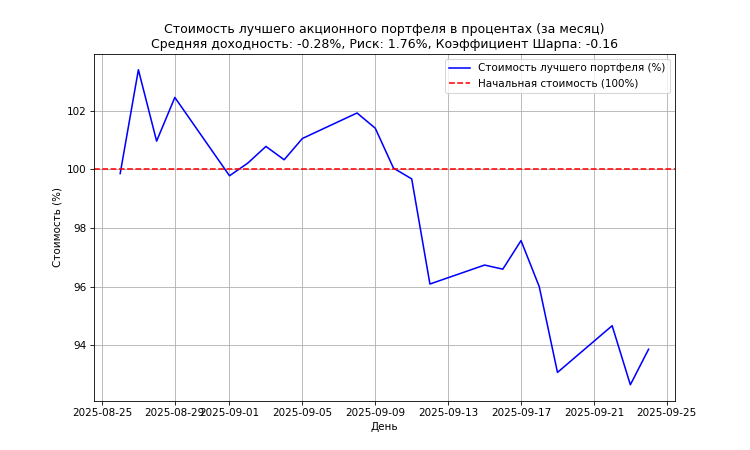 Стоимость лучшего акционного портфеля в процентах (за месяц)
Средняя доходность: -0.28%, Риск: 1.76%, Коэффициент Шарпа: -0.16
Стоимость лучшего портфеля (%)
Начальная стоимость (100%)
Стоимость (%)
102
100
98
96
94
2025-08-25 2025-08-29 2025-09-01 2025-09-05 2025-09-09 2025-09-13 2025-09-17 2025-09-21 2025-09-25
День